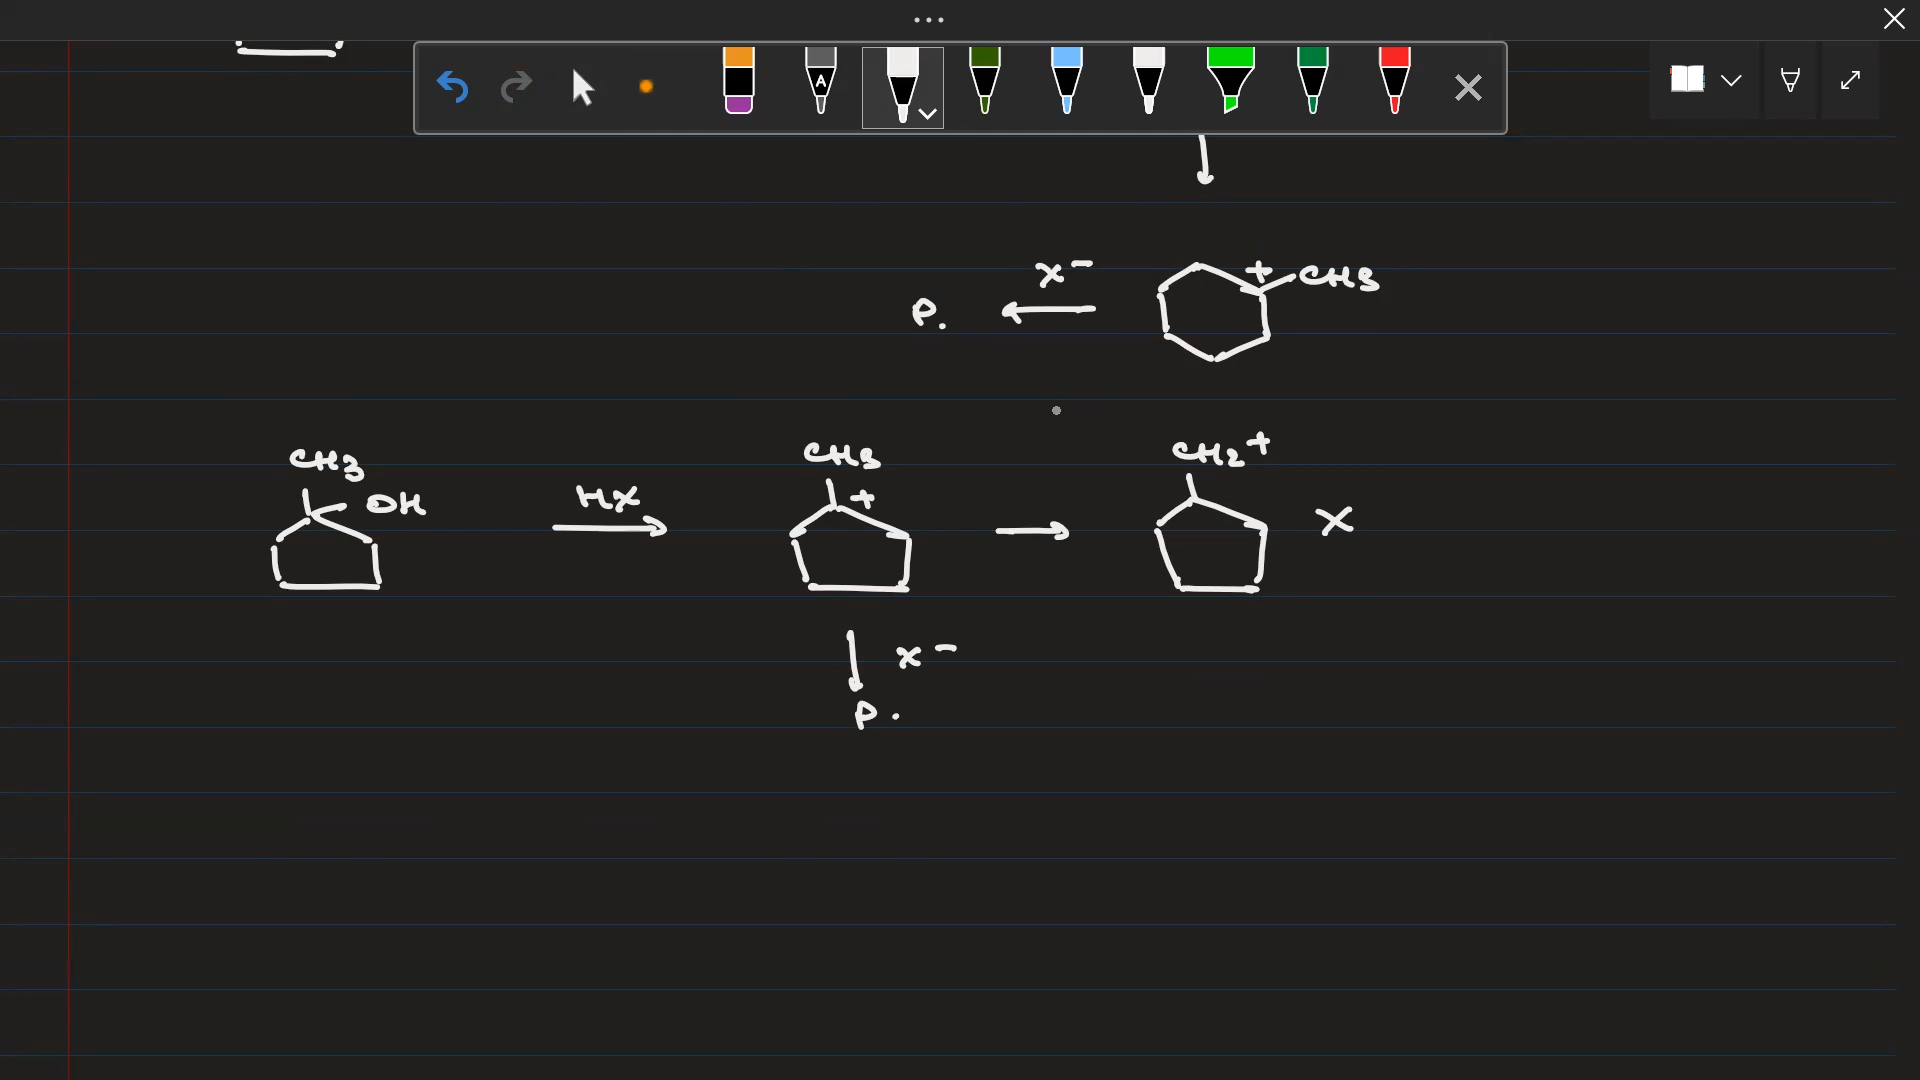 A
X⁻
+
CH3
P.
CH3
OH
HX
CH3
+
CH2+
X
X⁻
P.